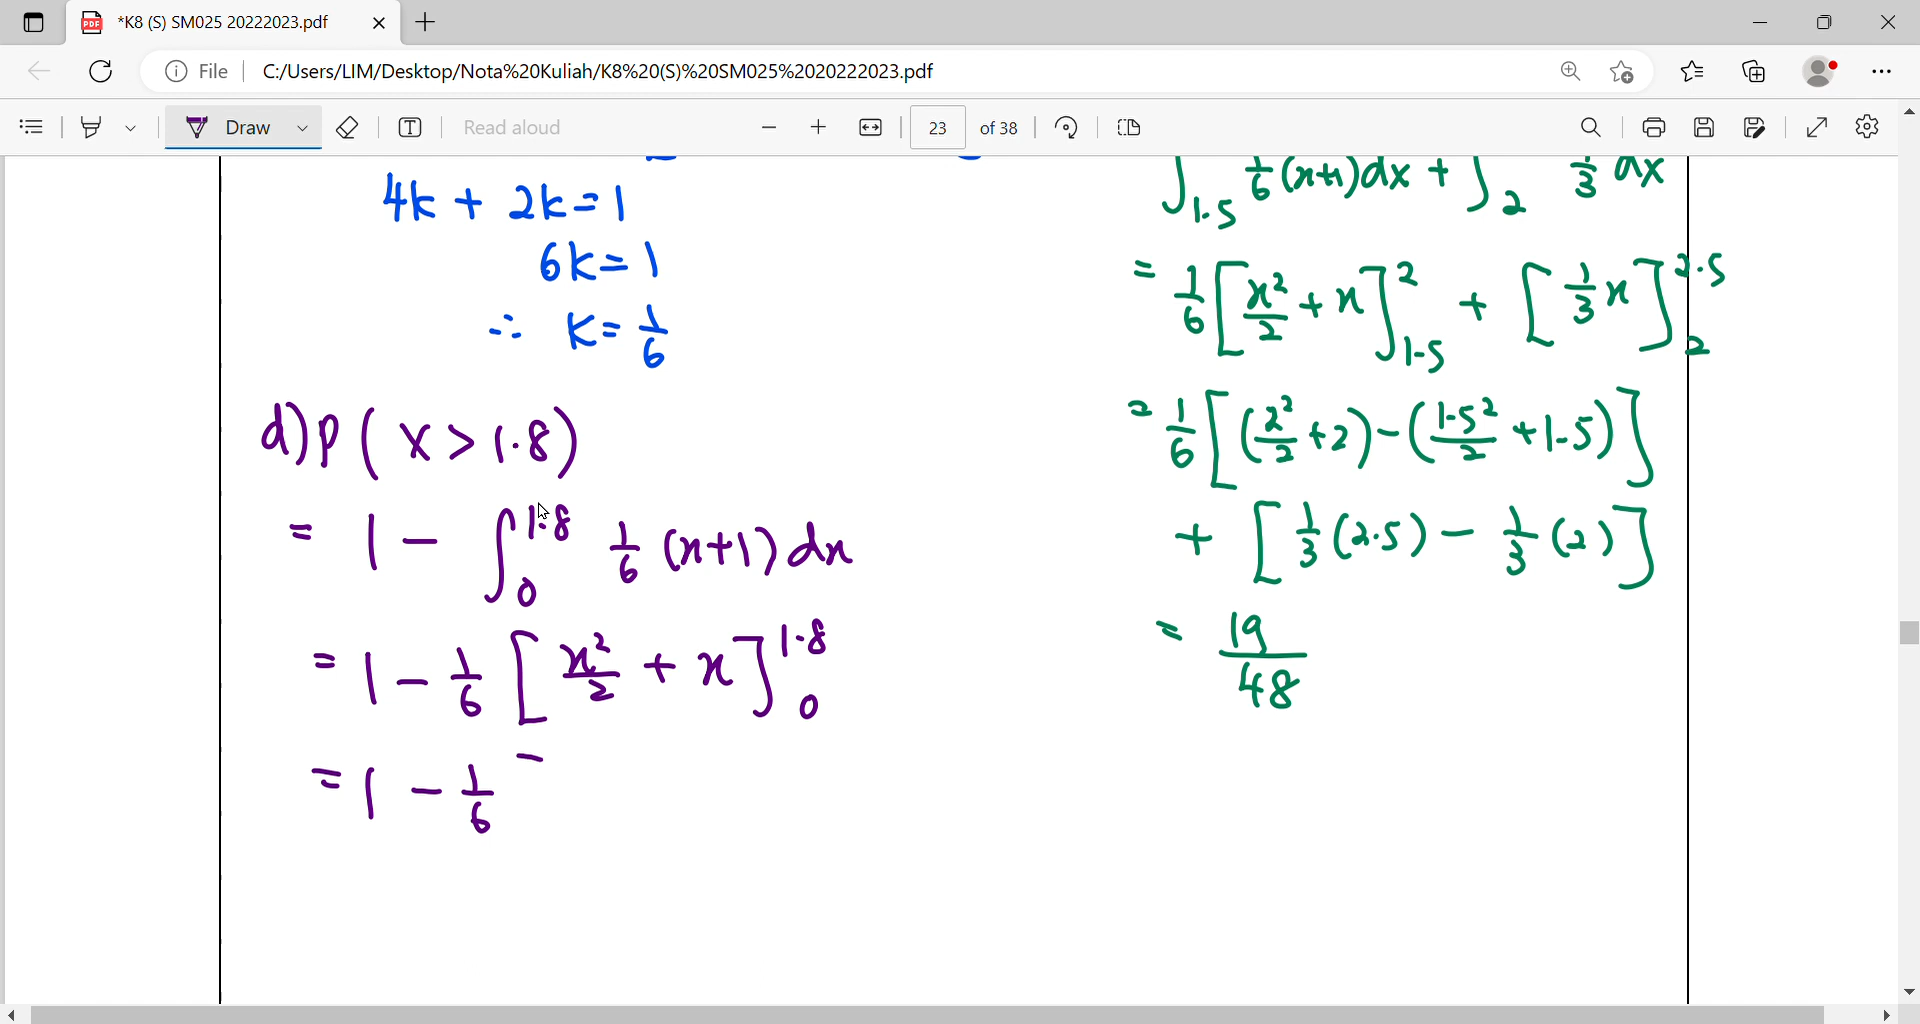 *K8 (S) SM025 20222023.pdf
File | C:/Users/LIM/Desktop/Nota%20Kuliah/K8%20(S)%20SM025%2020222023.pdf
Draw T Read aloud 23 of 38
4k + 2k = 1
6k = 1
∴ k = 1/6
d) P(X > 1.8)
= 1 - ∫₀^1.8 1/6 (x+1) dx
= 1 - 1/6 [x²/2 + x]₀^1.8
= 1 - 1/6
∫_1.5 1/6 (x+1) dx + ∫_2 1/3 dx
= 1/6 [x²/2 + x]_1.5^2 + [1/3 x]_2^2.5
= 1/6 [(2²/2 + 2) - (1.5²/2 + 1.5)]
+ [1/3 (2.5) - 1/3 (2)]
= 19/48